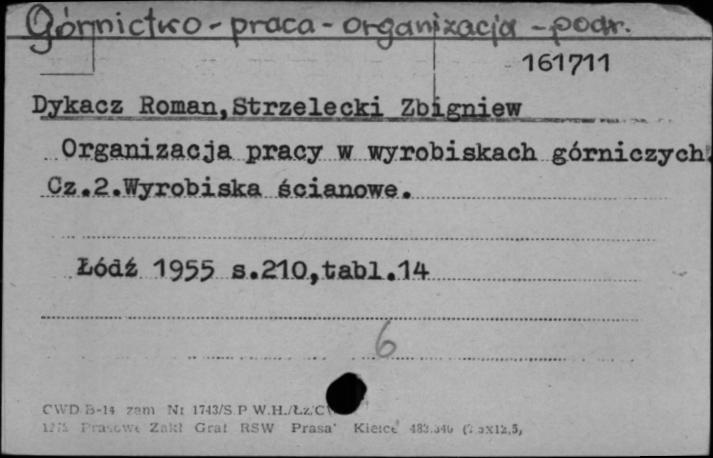 Górnictwo - praca - organizacja - podr.
161711
Dykacz Roman, Strzelecki Zbigniew
Organizacja pracy w wyrobiskach górniczych.
Cz.2.Wyrobiska ścianowe.
Łódź 1955 s.210,tabl.14
6
CWD B-14 zam Nr 1743/S P W.H./Łz/C
Prasowe Zakł Graf RSW Prasa Kielce